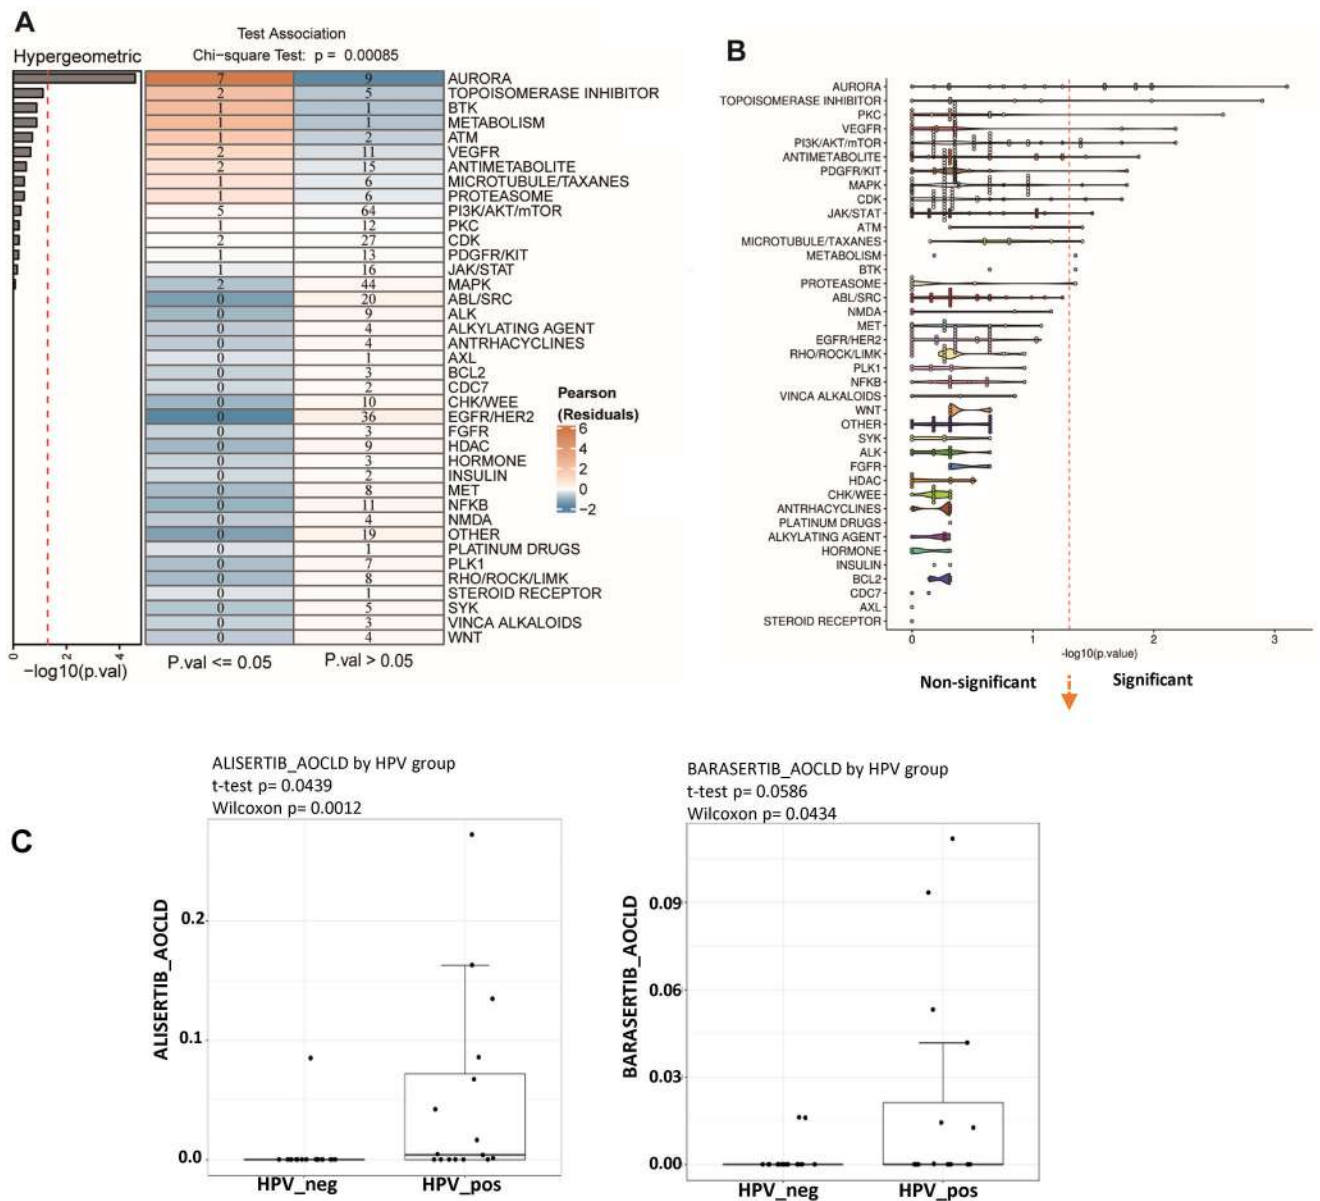 A
Test Association
Hypergeometric
Chi-square Test: p = 0.00085
7 9 AURORA
2 5 TOPOISOMERASE INHIBITOR
1 1 BTK
1 1 METABOLISM
1 2 ATM
2 11 VEGFR
2 15 ANTIMETABOLITE
1 6 MICROTUBULE/TAXANES
1 6 PROTEASOME
5 64 PI3K/AKT/mTOR
1 12 PKC
2 27 CDK
1 13 PDGFR/KIT
1 16 JAK/STAT
2 44 MAPK
0 20 ABL/SRC
0 9 ALK
0 4 ALKYLATING AGENT
0 4 ANTRHACYCLINES
0 1 AXL
0 3 BCL2
0 2 CDC7
0 10 CHK/WEE
0 36 EGFR/HER2
0 3 FGFR
0 9 HDAC
0 3 HORMONE
0 2 INSULIN
0 8 MET
0 11 NFKB
0 4 NMDA
0 19 OTHER
0 1 PLATINUM DRUGS
0 7 PLK1
0 8 RHO/ROCK/LIMK
0 1 STEROID RECEPTOR
0 5 SYK
0 3 VINCA ALKALOIDS
0 4 WNT
0 2 4
-log10(p.val)
P.val <= 0.05 P.val > 0.05
Pearson
(Residuals)
6
4
2
0
-2
B
AURORA
TOPOISOMERASE INHIBITOR
PKC
VEGFR
PI3K/AKT/mTOR
ANTIMETABOLITE
PDGFR/KIT
MAPK
CDK
JAK/STAT
ATM
MICROTUBULE/TAXANES
METABOLISM
BTK
PROTEASOME
ABL/SRC
NMDA
MET
EGFR/HER2
RHO/ROCK/LIMK
PLK1
NFKB
VINCA ALKALOIDS
WNT
OTHER
SYK
ALK
FGFR
HDAC
CHK/WEE
ANTRHACYCLINES
PLATINUM DRUGS
ALKYLATING AGENT
HORMONE
INSULIN
BCL2
CDC7
AXL
STEROID RECEPTOR
0 1 2 3
-log10(p.value)
Non-significant Significant
C
ALISERTIB_AOCLD by HPV group
t-test p= 0.0439
Wilcoxon p= 0.0012
ALISERTIB_AOCLD
0.2
0.1
0.0
HPV_neg HPV_pos
BARASERTIB_AOCLD by HPV group
t-test p= 0.0586
Wilcoxon p= 0.0434
BARASERTIB_AOCLD
0.09
0.06
0.03
0.00
HPV_neg HPV_pos